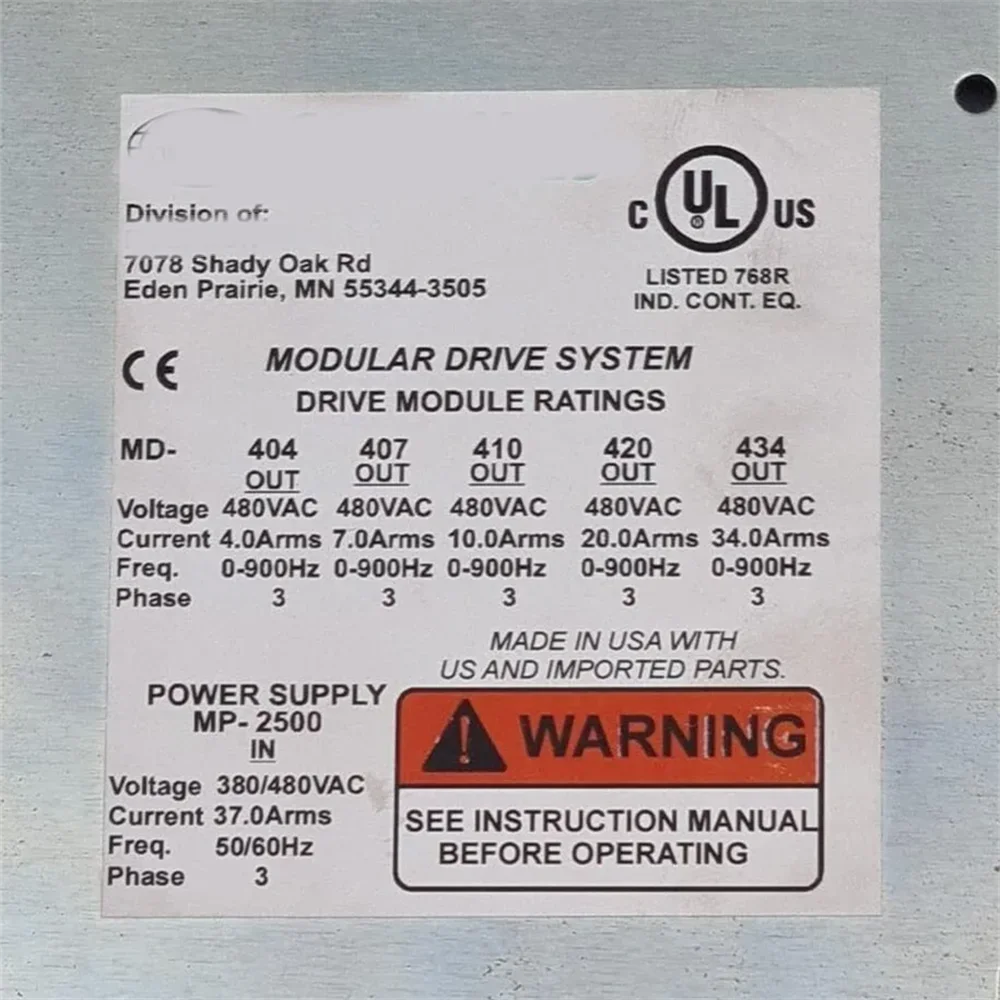 Division of:
7078 Shady Oak Rd
Eden Prairie, MN 55344-3505
C UL ® US
LISTED 768R
IND. CONT. EQ.
CE
MODULAR DRIVE SYSTEM
DRIVE MODULE RATINGS
MD- 404 407 410 420 434
OUT OUT OUT OUT OUT
Voltage 480VAC 480VAC 480VAC 480VAC 480VAC
Current 4.0Arms 7.0Arms 10.0Arms 20.0Arms 34.0Arms
Freq. 0-900Hz 0-900Hz 0-900Hz 0-900Hz 0-900Hz
Phase 3 3 3 3 3
MADE IN USA WITH
US AND IMPORTED PARTS.
POWER SUPPLY
MP- 2500
IN
Voltage 380/480VAC
Current 37.0Arms
Freq. 50/60Hz
Phase 3
WARNING
SEE INSTRUCTION MANUAL
BEFORE OPERATING